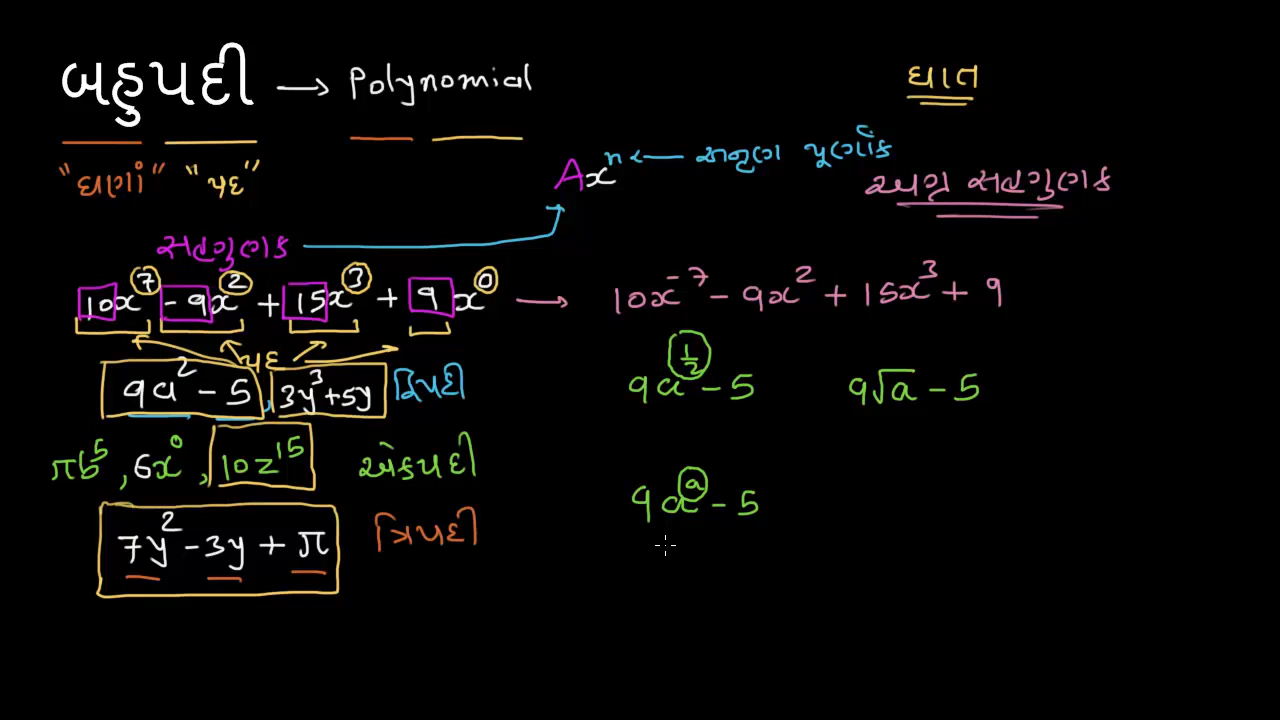 બહુપદી → Polynomial
ઘાત
"ઘણાં" "પદ"
Axⁿ ← અનૃણ પૂર્ણાંક
અગ્ર સહગુણક
સહગુણક
10x⁷ - 9x² + 15x³ + 9x⁰ → 10x⁻⁷ - 9x² + 15x³ + 9
પદ
9a² - 5, 3y³+5y દ્વિપદી
9a^½ - 5 9√a - 5
πb⁵, 6x⁰, 10z¹⁵ એકપદી
9aᵃ - 5
7y² - 3y + π ત્રિપદી